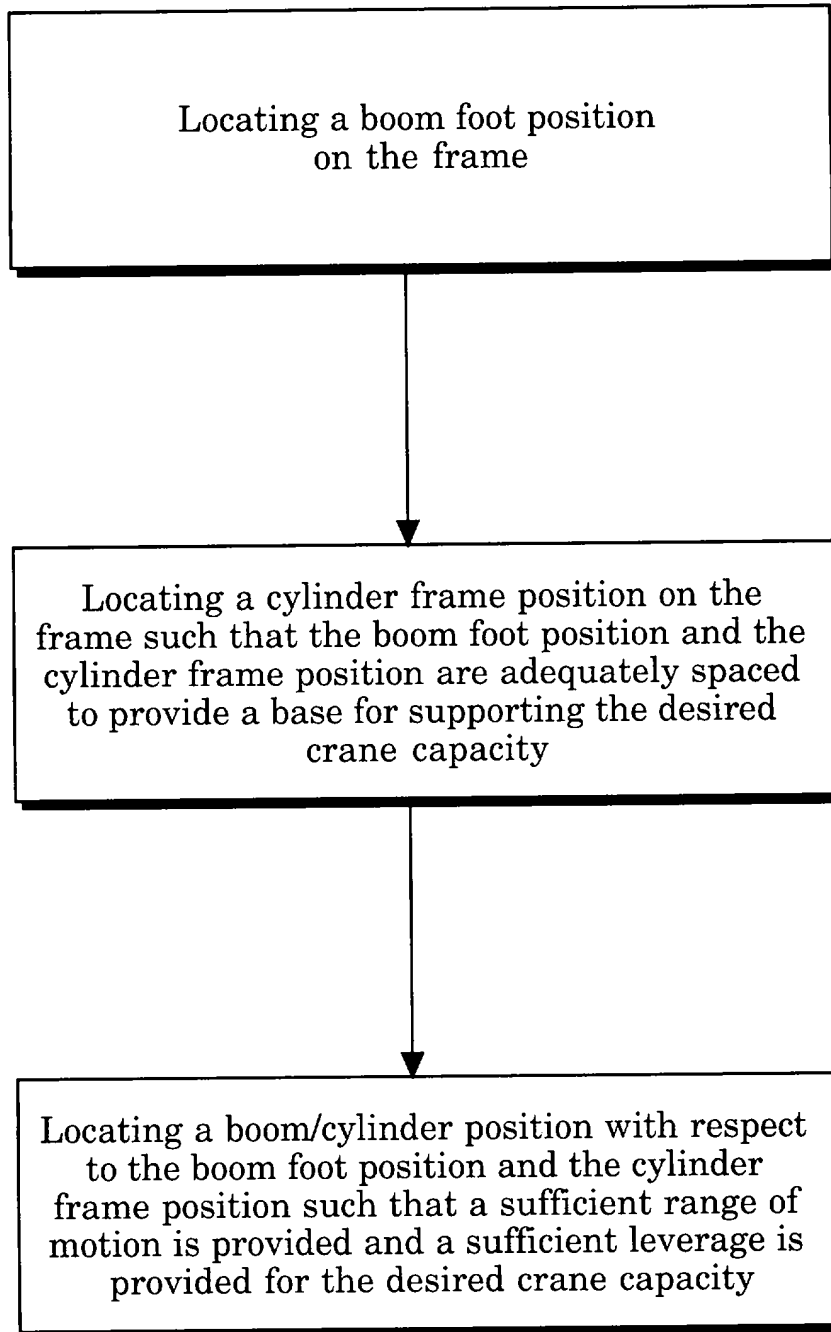 Locating a boom foot position
on the frame
Locating a cylinder frame position on the
frame such that the boom foot position and the
cylinder frame position are adequately spaced
to provide a base for supporting the desired
crane capacity
Locating a boom/cylinder position with respect
to the boom foot position and the cylinder
frame position such that a sufficient range of
motion is provided and a sufficient leverage is
provided for the desired crane capacity